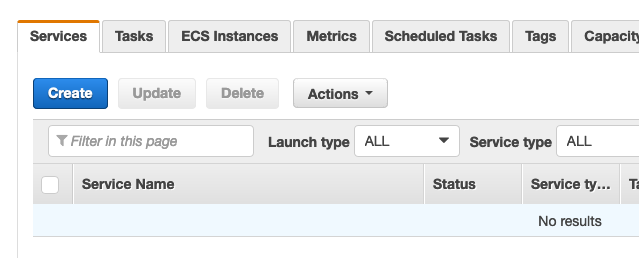 Services Tasks ECS Instances Metrics Scheduled Tasks Tags Capacity
Create Update Delete Actions
Filter in this page Launch type ALL Service type ALL
Service Name Status Service ty...
No results